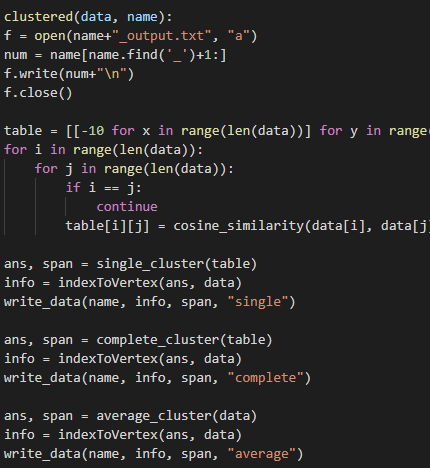 clustered(data, name):
f = open(name+"_output.txt", "a")
num = name[name.find('_')+1:]
f.write(num+"\n")
f.close()
table = [[-10 for x in range(len(data))] for y in range
for i in range(len(data)):
for j in range(len(data)):
if i == j:
continue
table[i][j] = cosine_similarity(data[i], data[j]
ans, span = single_cluster(table)
info = indexToVertex(ans, data)
write_data(name, info, span, "single")
ans, span = complete_cluster(table)
info = indexToVertex(ans, data)
write_data(name, info, span, "complete")
ans, span = average_cluster(data)
info = indexToVertex(ans, data)
write_data(name, info, span, "average")